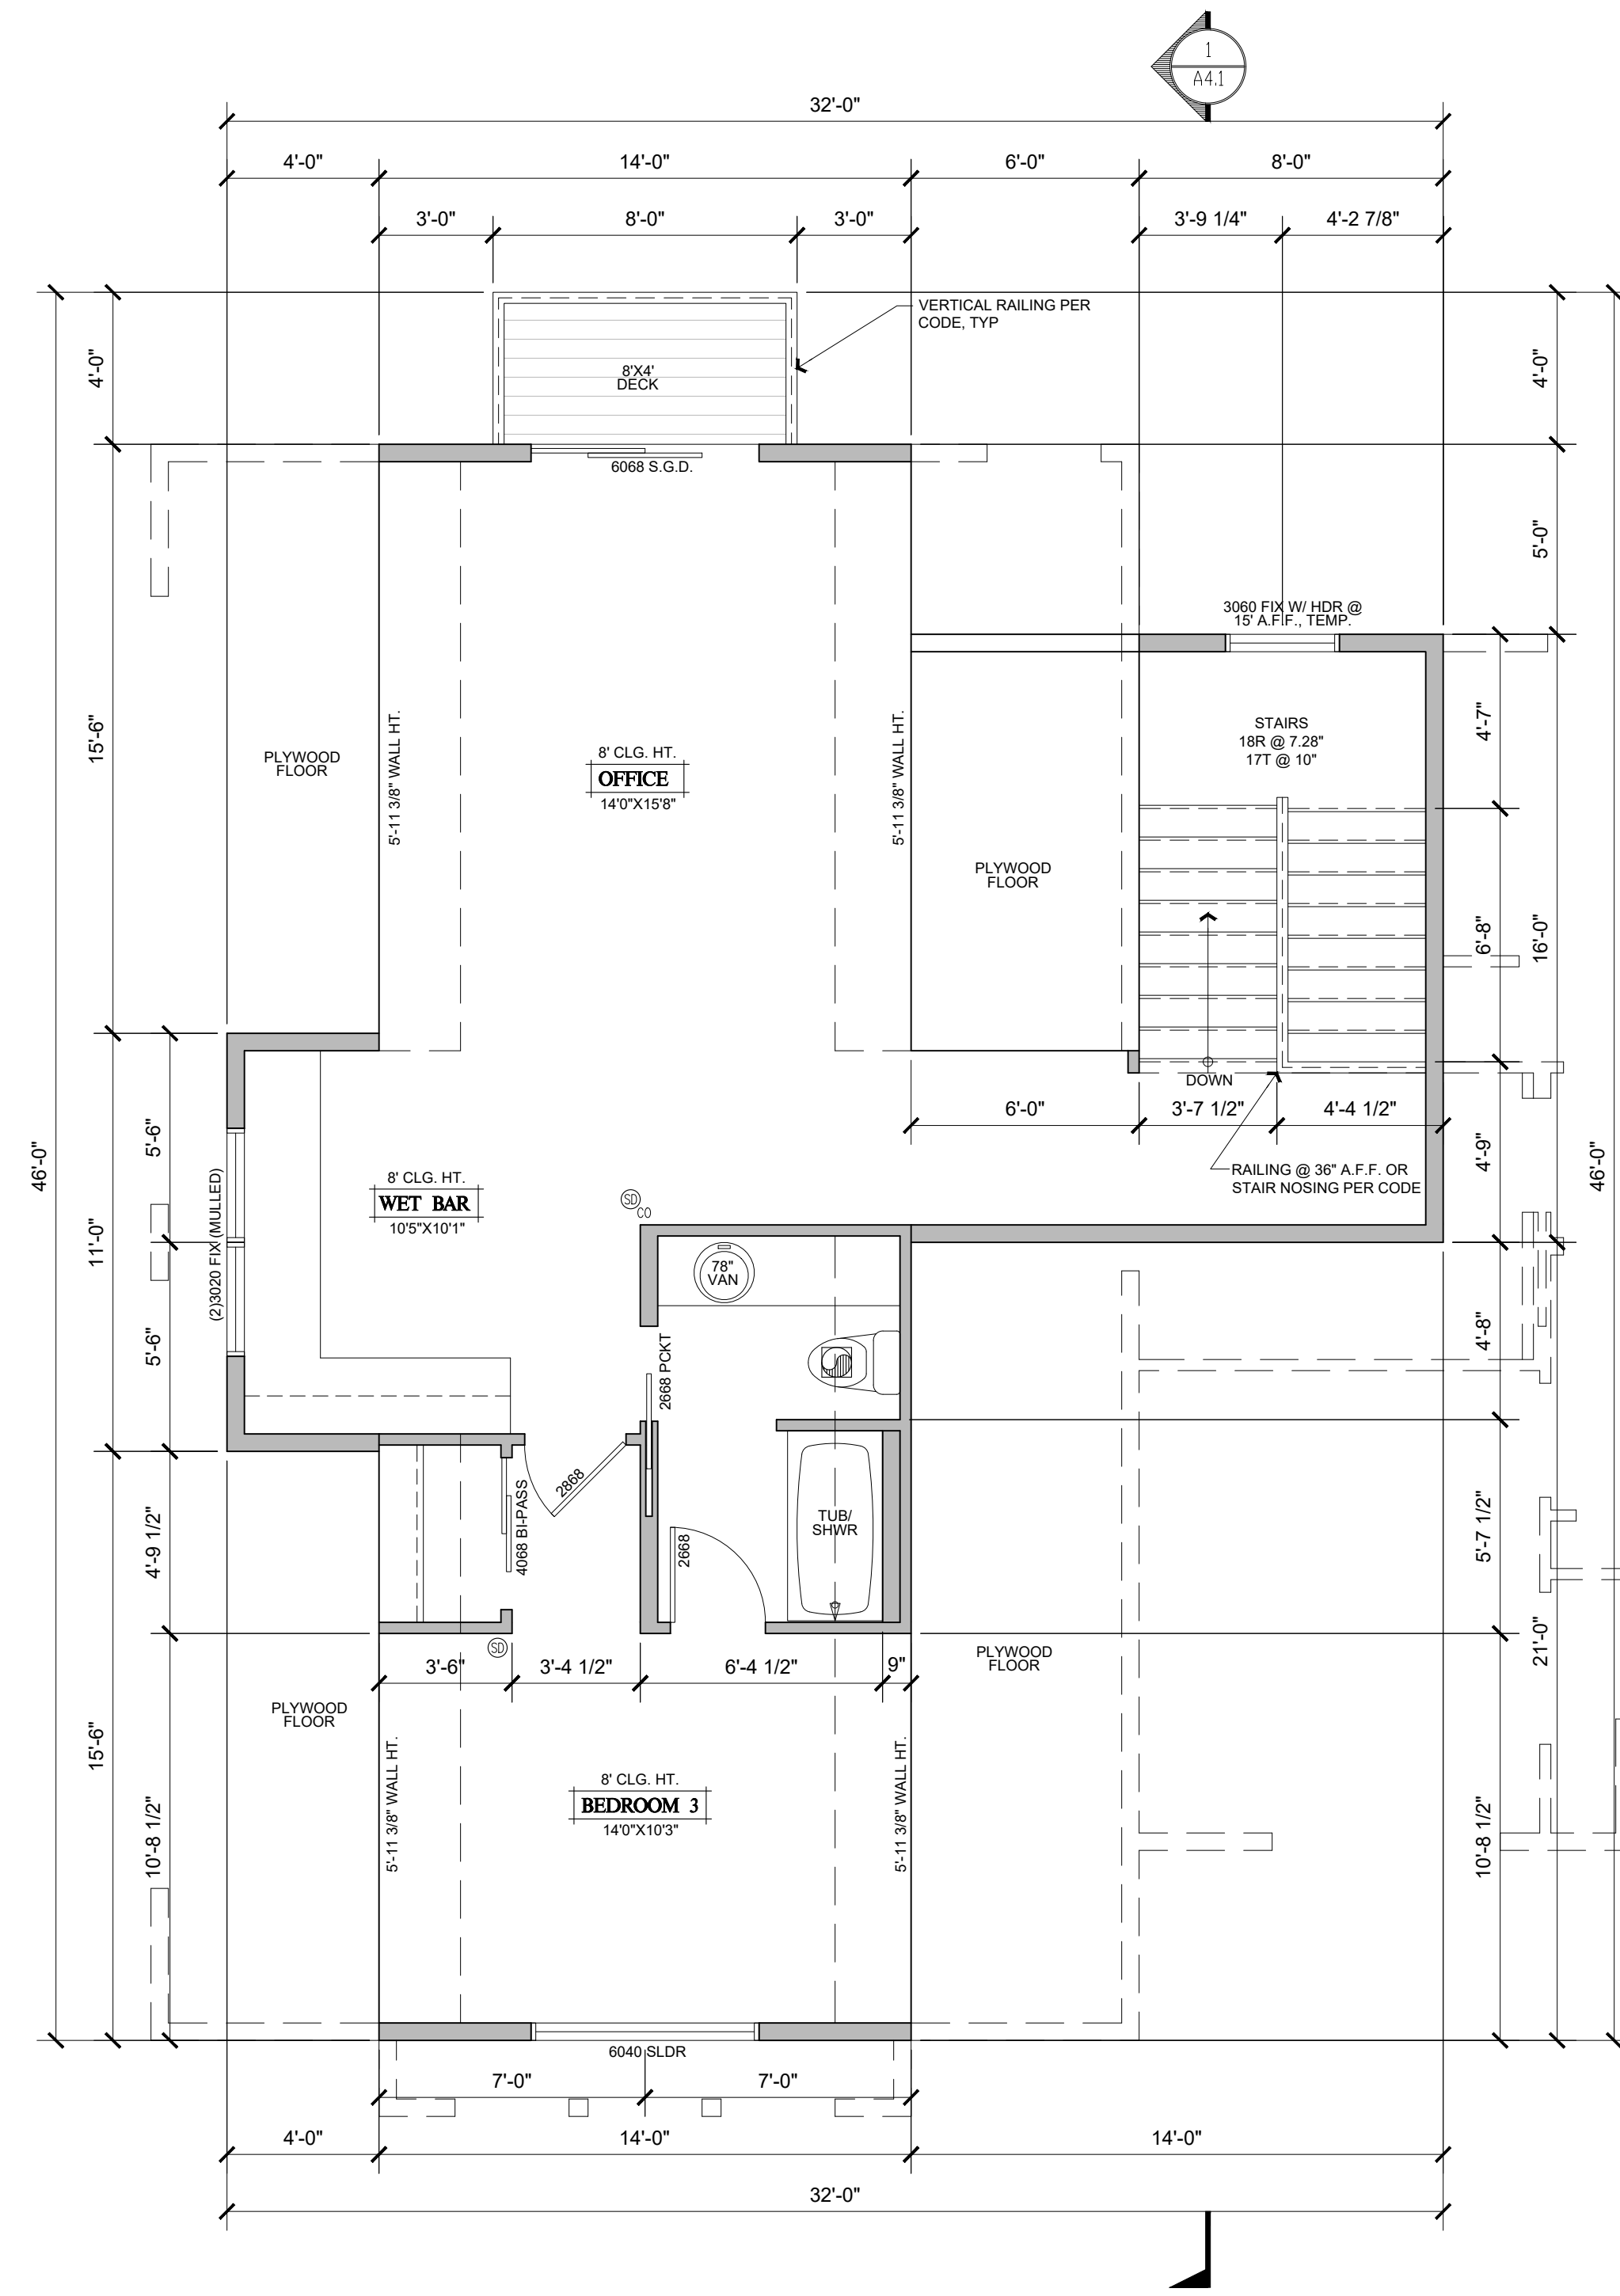 1
A4.1
32'-0"
4'-0"
14'-0"
6'-0"
8'-0"
3'-0"
8'-0"
3'-0"
3'-9 1/4"
4'-2 7/8"
VERTICAL RAILING PER
CODE, TYP
4'-0"
8'X4'
DECK
4'-0"
6068 S.G.D.
5'-0"
3060 FIX W/ HDR @
15' A.F.F., TEMP.
15'-6"
PLYWOOD
FLOOR
5'-11 3/8" WALL HT.
8' CLG. HT.
OFFICE
14'0"X15'8"
5'-11 3/8" WALL HT.
STAIRS
18R @ 7.28"
17T @ 10"
4'-7"
PLYWOOD
FLOOR
6'-8"
16'-0"
DOWN
6'-0"
3'-7 1/2"
4'-4 1/2"
46'-0"
5'-6"
4'-9"
46'-0"
RAILING @ 36" A.F.F. OR
STAIR NOSING PER CODE
8' CLG. HT.
WET BAR
10'5"X10'1"
SD
CO
11'-0"
(2)3020 FIX (MULLED)
78"
VAN
5'-6"
2668 PCKT
4'-8"
2868
4068 BI-PASS
4'-9 1/2"
2668
TUB/
SHWR
5'-7 1/2"
SD
21'-0"
3'-6"
3'-4 1/2"
6'-4 1/2"
9"
PLYWOOD
FLOOR
PLYWOOD
FLOOR
15'-6"
5'-11 3/8" WALL HT.
8' CLG. HT.
BEDROOM 3
14'0"X10'3"
5'-11 3/8" WALL HT.
10'-8 1/2"
10'-8 1/2"
6040 SLDR
7'-0"
7'-0"
4'-0"
14'-0"
14'-0"
32'-0"